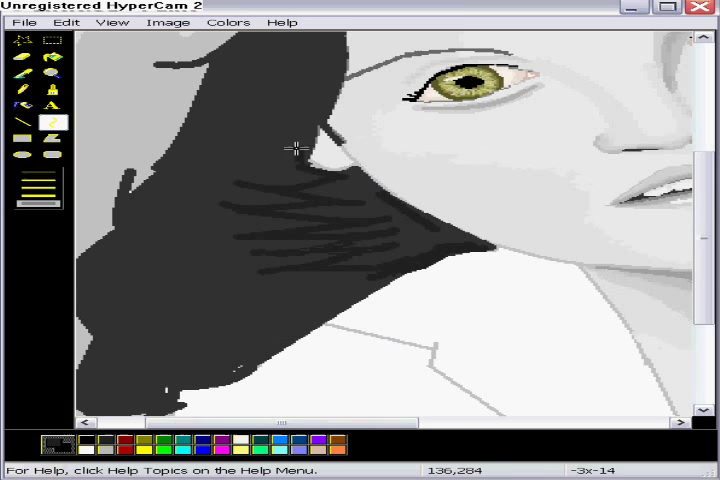 Unregistered HyperCam 2
File Edit View Image Colors Help
A
For Help, click Help Topics on the Help Menu. 136,284 -3x-14